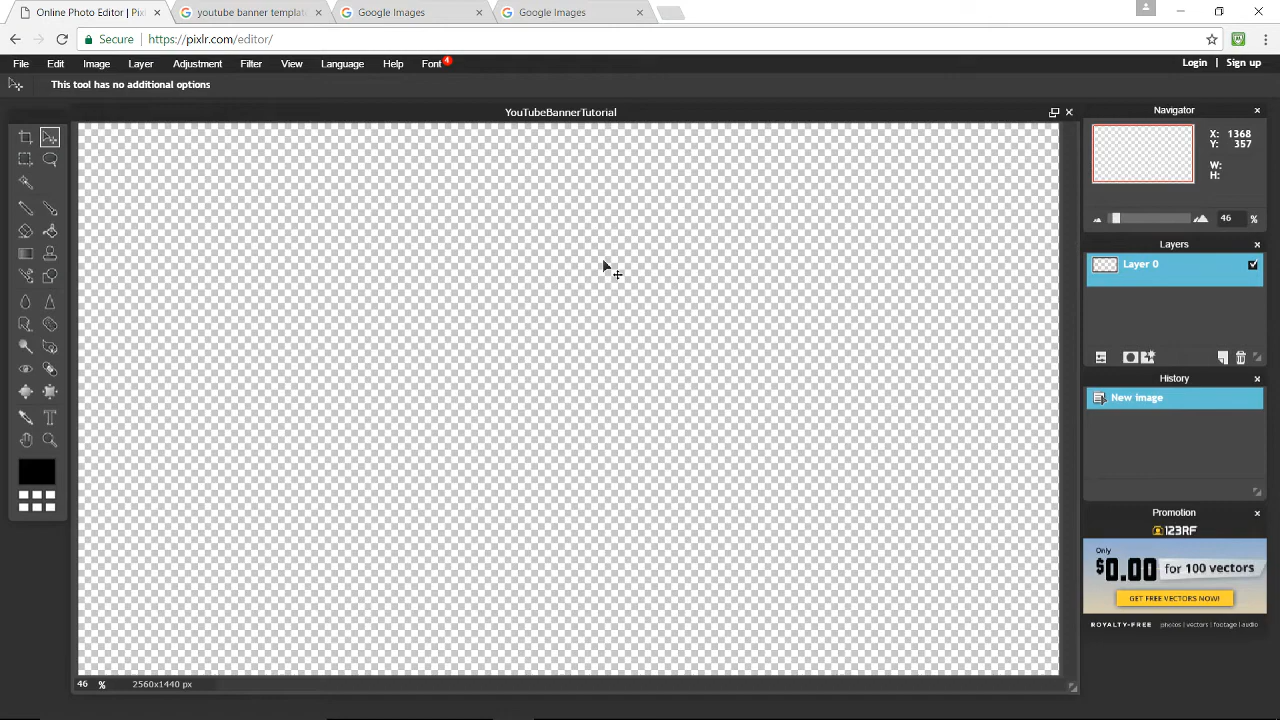 Online Photo Editor | Pixl
youtube banner templat
Google Images
Google Images
Secure
https://pixlr.com/editor/
File Edit Image Layer Adjustment Filter View Language Help Font 4
Login | Sign up
This tool has no additional options
YouTubeBannerTutorial
Navigator
X: 1368
Y: 357
W:
H:
46 %
Layers
Layer 0
History
New image
Promotion
123RF
Only
$0.00 for 100 vectors
GET FREE VECTORS NOW!
ROYALTY-FREE photos | vectors | footage | audio
46 % 2560x1440 px